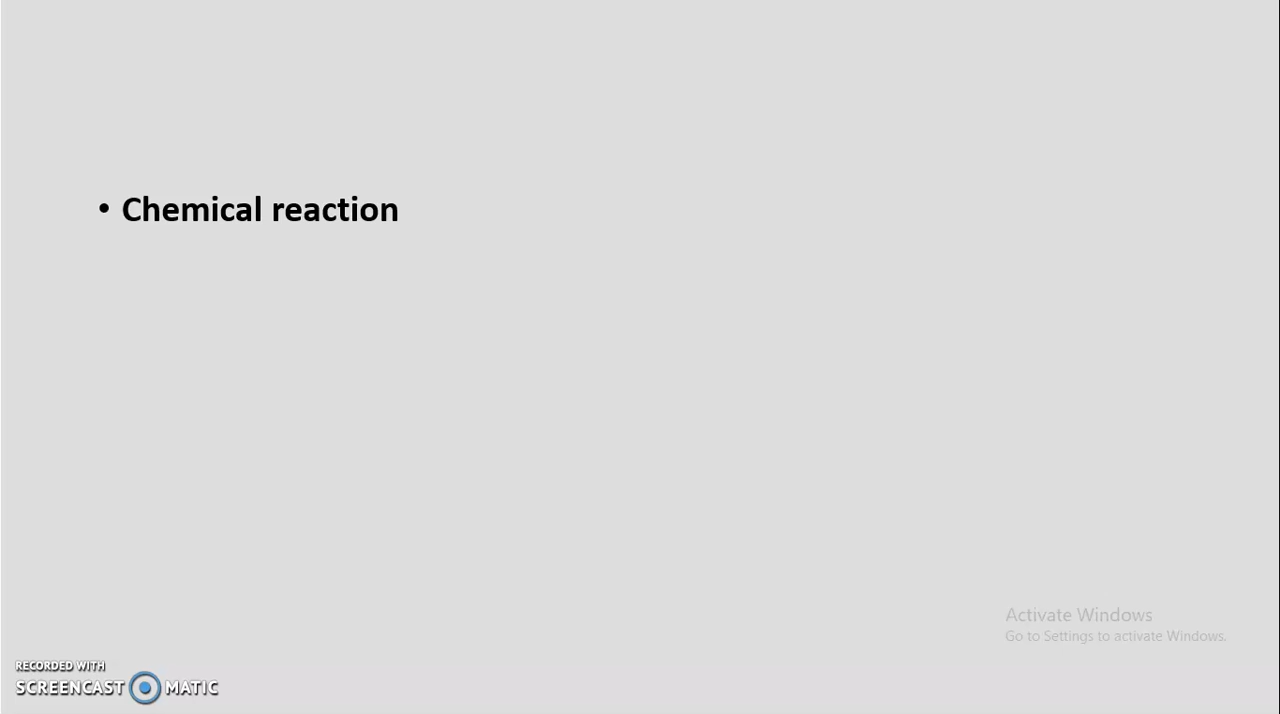 • Chemical reaction
Activate Windows
Go to Settings to activate Windows.
RECORDED WITH
SCREENCAST MATIC